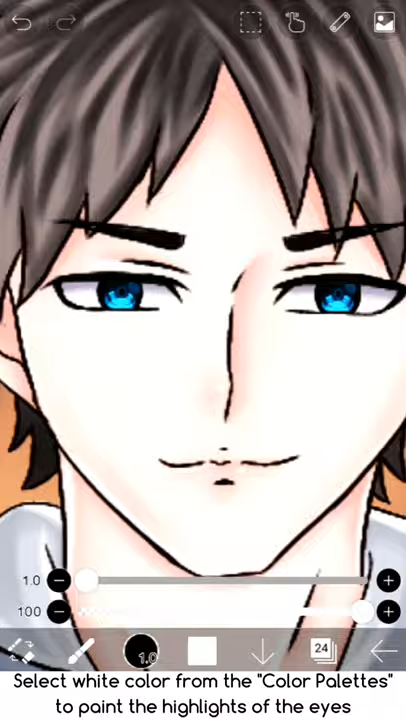 1.0
100
1.0
24
Select white color from the "Color Palettes"
to paint the highlights of the eyes